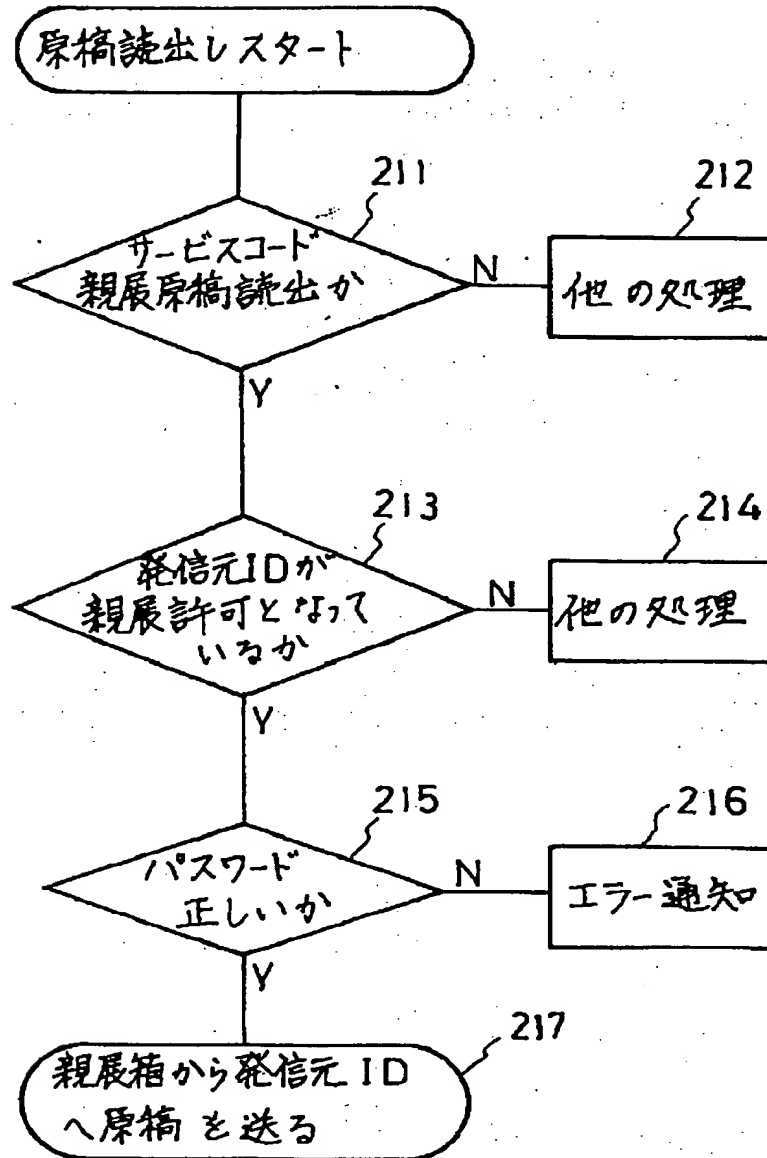 原稿読出しスタート
211
サービスコード
親展原稿読出か
N
212
他の処理
Y
213
発信元IDが
親展許可となって
いるか
N
214
他の処理
Y
215
パスワード
正しいか
N
216
エラー通知
Y
217
親展箱から発信元ID
へ原稿を送る